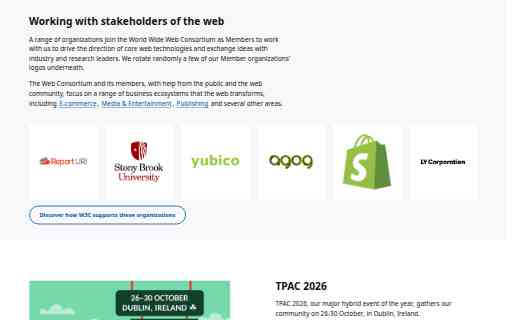 Working with stakeholders of the web
A range of organizations join the World Wide Web Consortium as Members to work
with us to drive the direction of core web technologies and exchange ideas with
industry and research leaders. We rotate randomly a few of our Member organizations'
logos underneath.
The Web Consortium and its members, with help from the public and the web
community, focus on a range of business ecosystems that the web transforms,
including E-commerce, Media & Entertainment, Publishing and several other areas.
Report URI
Stony Brook
University
yubico
agog
S
LY Corporation
Discover how W3C supports these organizations
26–30 OCTOBER
DUBLIN, IRELAND
TPAC 2026
TPAC 2026, our major hybrid event of the year, gathers our
community on 26-30 October, in Dublin, Ireland.